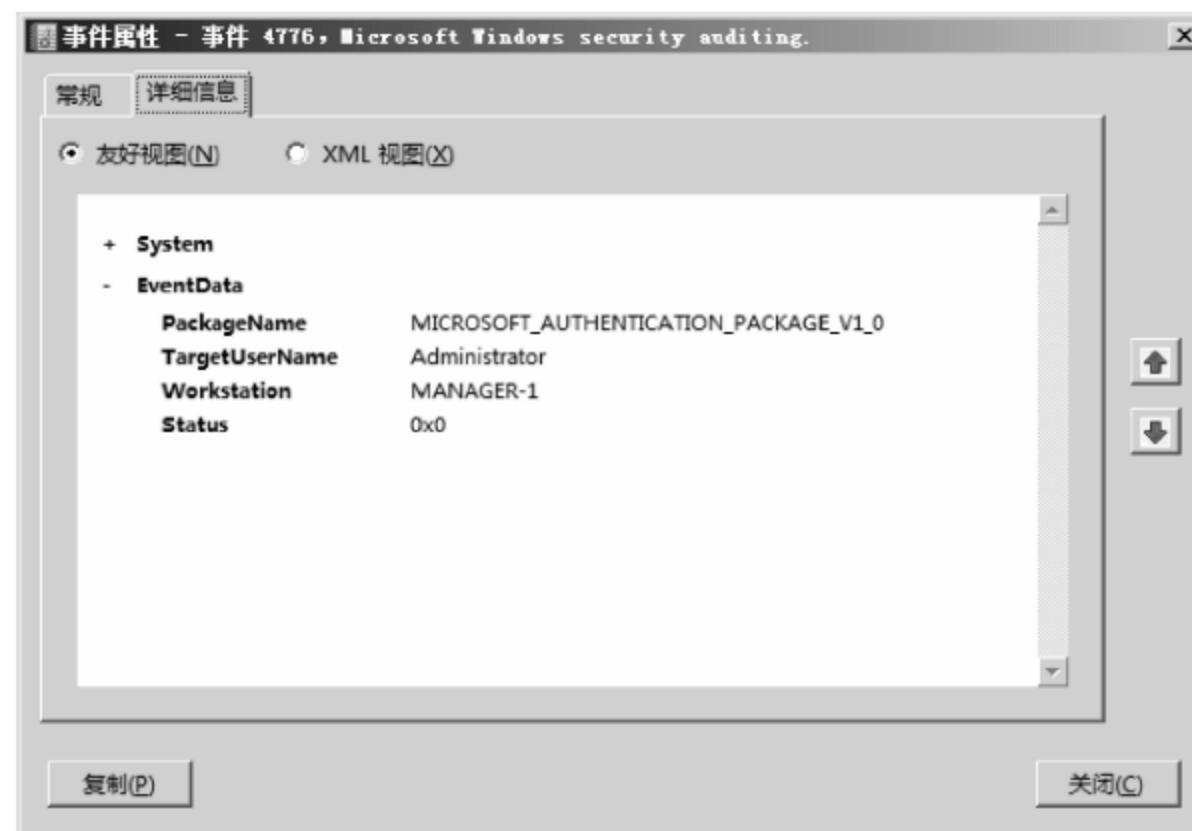 事件属性 - 事件 4776，Microsoft Windows security auditing.
常规 详细信息
友好视图(N) XML 视图(X)
+ System
- EventData
PackageName MICROSOFT_AUTHENTICATION_PACKAGE_V1_0
TargetUserName Administrator
Workstation MANAGER-1
Status 0x0
复制(P) 关闭(C)